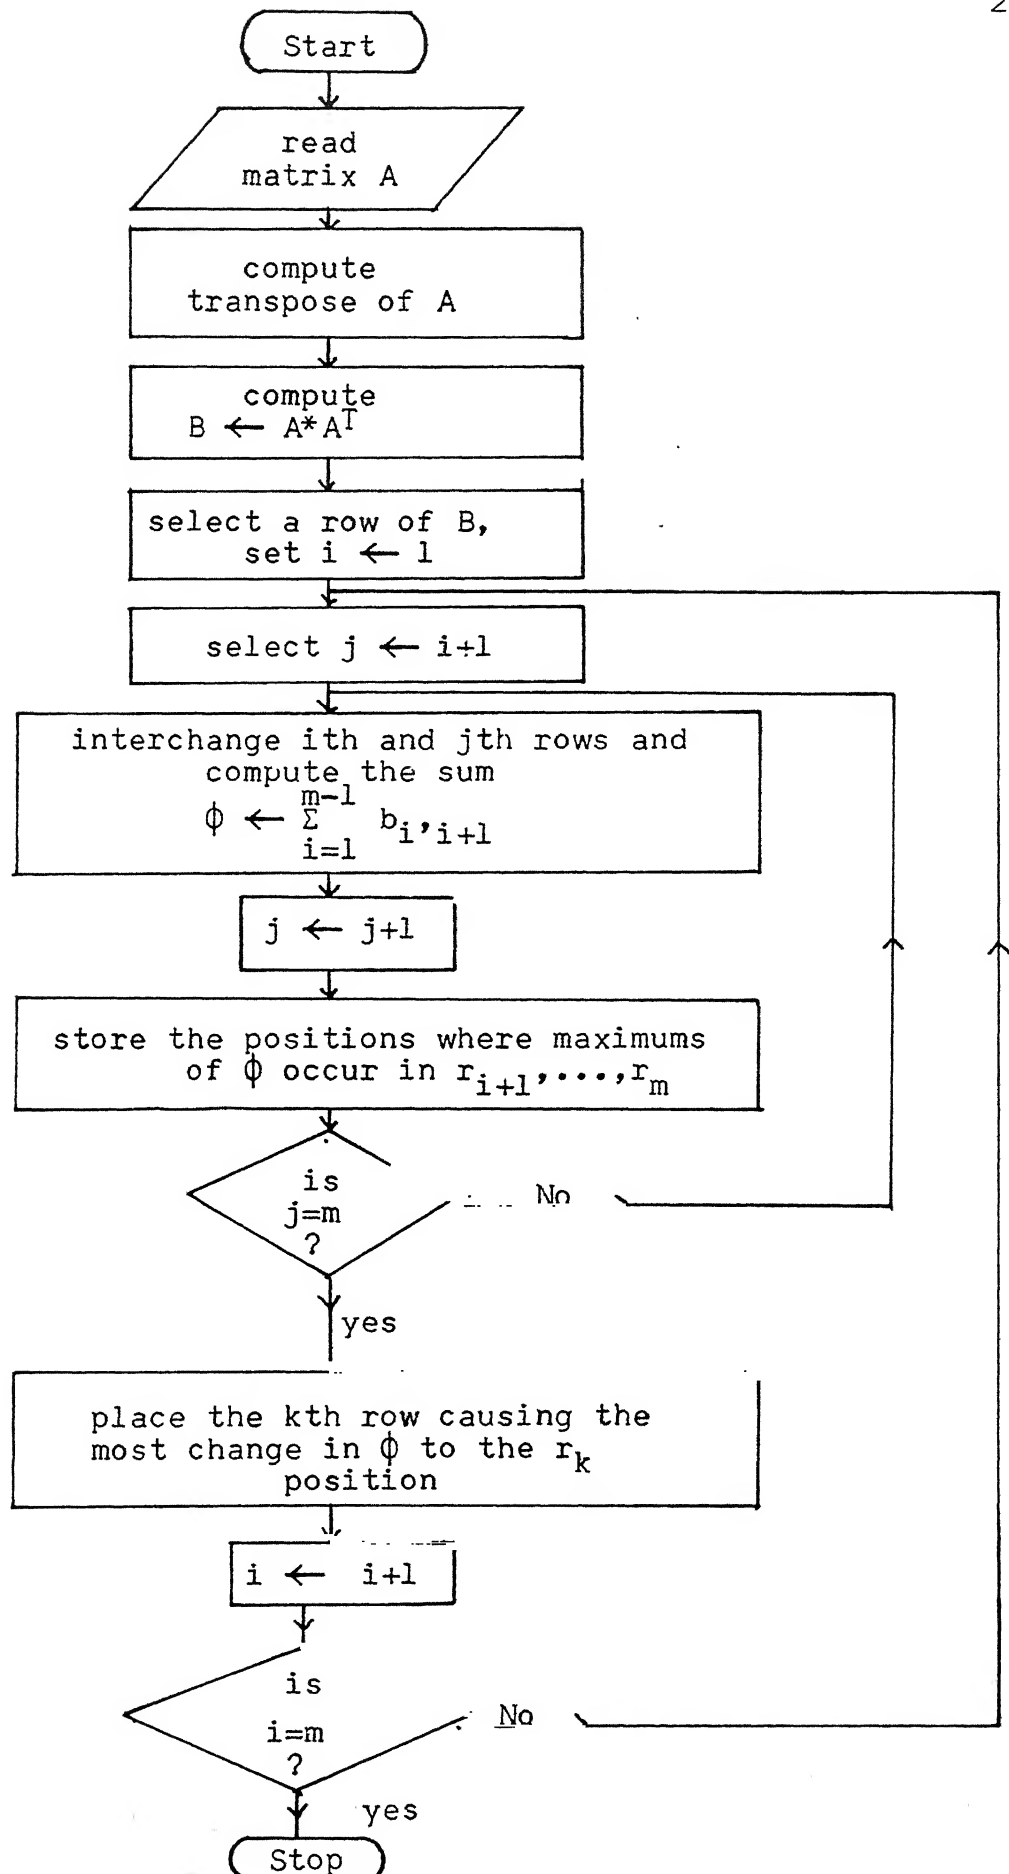 2
Start
read
matrix A
compute
transpose of A
compute
B ← A*Aᵀ
select a row of B,
set i ← 1
select j ← i+1
interchange ith and jth rows and
compute the sum
m-1
ϕ ← Σ b_i,i+1
i=1
j ← j+1
store the positions where maximums
of ϕ occur in r_i+1,...,r_m
is
j=m
?
No
yes
place the kth row causing the
most change in ϕ to the r_k
position
i ← i+1
is
i=m
?
No
yes
Stop